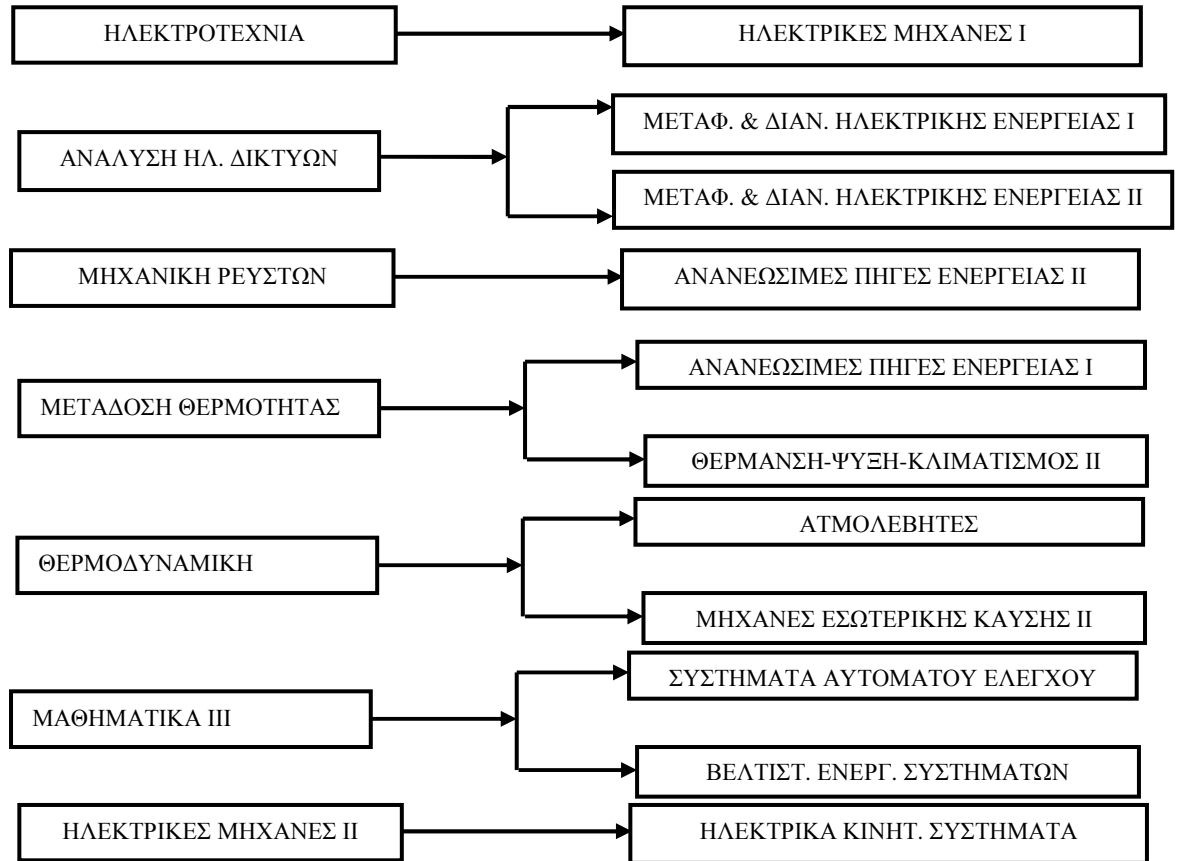 ΗΛΕΚΤΡΟΤΕΧΝΙΑ
ΗΛΕΚΤΡΙΚΕΣ ΜΗΧΑΝΕΣ Ι
ΑΝΑΛΥΣΗ ΗΛ. ΔΙΚΤΥΩΝ
ΜΕΤΑΦ. & ΔΙΑΝ. ΗΛΕΚΤΡΙΚΗΣ ΕΝΕΡΓΕΙΑΣ Ι
ΜΕΤΑΦ. & ΔΙΑΝ. ΗΛΕΚΤΡΙΚΗΣ ΕΝΕΡΓΕΙΑΣ ΙΙ
ΜΗΧΑΝΙΚΗ ΡΕΥΣΤΩΝ
ΑΝΑΝΕΩΣΙΜΕΣ ΠΗΓΕΣ ΕΝΕΡΓΕΙΑΣ ΙΙ
ΜΕΤΑΔΟΣΗ ΘΕΡΜΟΤΗΤΑΣ
ΑΝΑΝΕΩΣΙΜΕΣ ΠΗΓΕΣ ΕΝΕΡΓΕΙΑΣ Ι
ΘΕΡΜΑΝΣΗ-ΨΥΞΗ-ΚΛΙΜΑΤΙΣΜΟΣ ΙΙ
ΘΕΡΜΟΔΥΝΑΜΙΚΗ
ΑΤΜΟΛΕΒΗΤΕΣ
ΜΗΧΑΝΕΣ ΕΣΩΤΕΡΙΚΗΣ ΚΑΥΣΗΣ ΙΙ
ΜΑΘΗΜΑΤΙΚΑ ΙΙΙ
ΣΥΣΤΗΜΑΤΑ ΑΥΤΟΜΑΤΟΥ ΕΛΕΓΧΟΥ
ΒΕΛΤΙΣΤ. ΕΝΕΡΓ. ΣΥΣΤΗΜΑΤΩΝ
ΗΛΕΚΤΡΙΚΕΣ ΜΗΧΑΝΕΣ ΙΙ
ΗΛΕΚΤΡΙΚΑ ΚΙΝΗΤ. ΣΥΣΤΗΜΑΤΑ